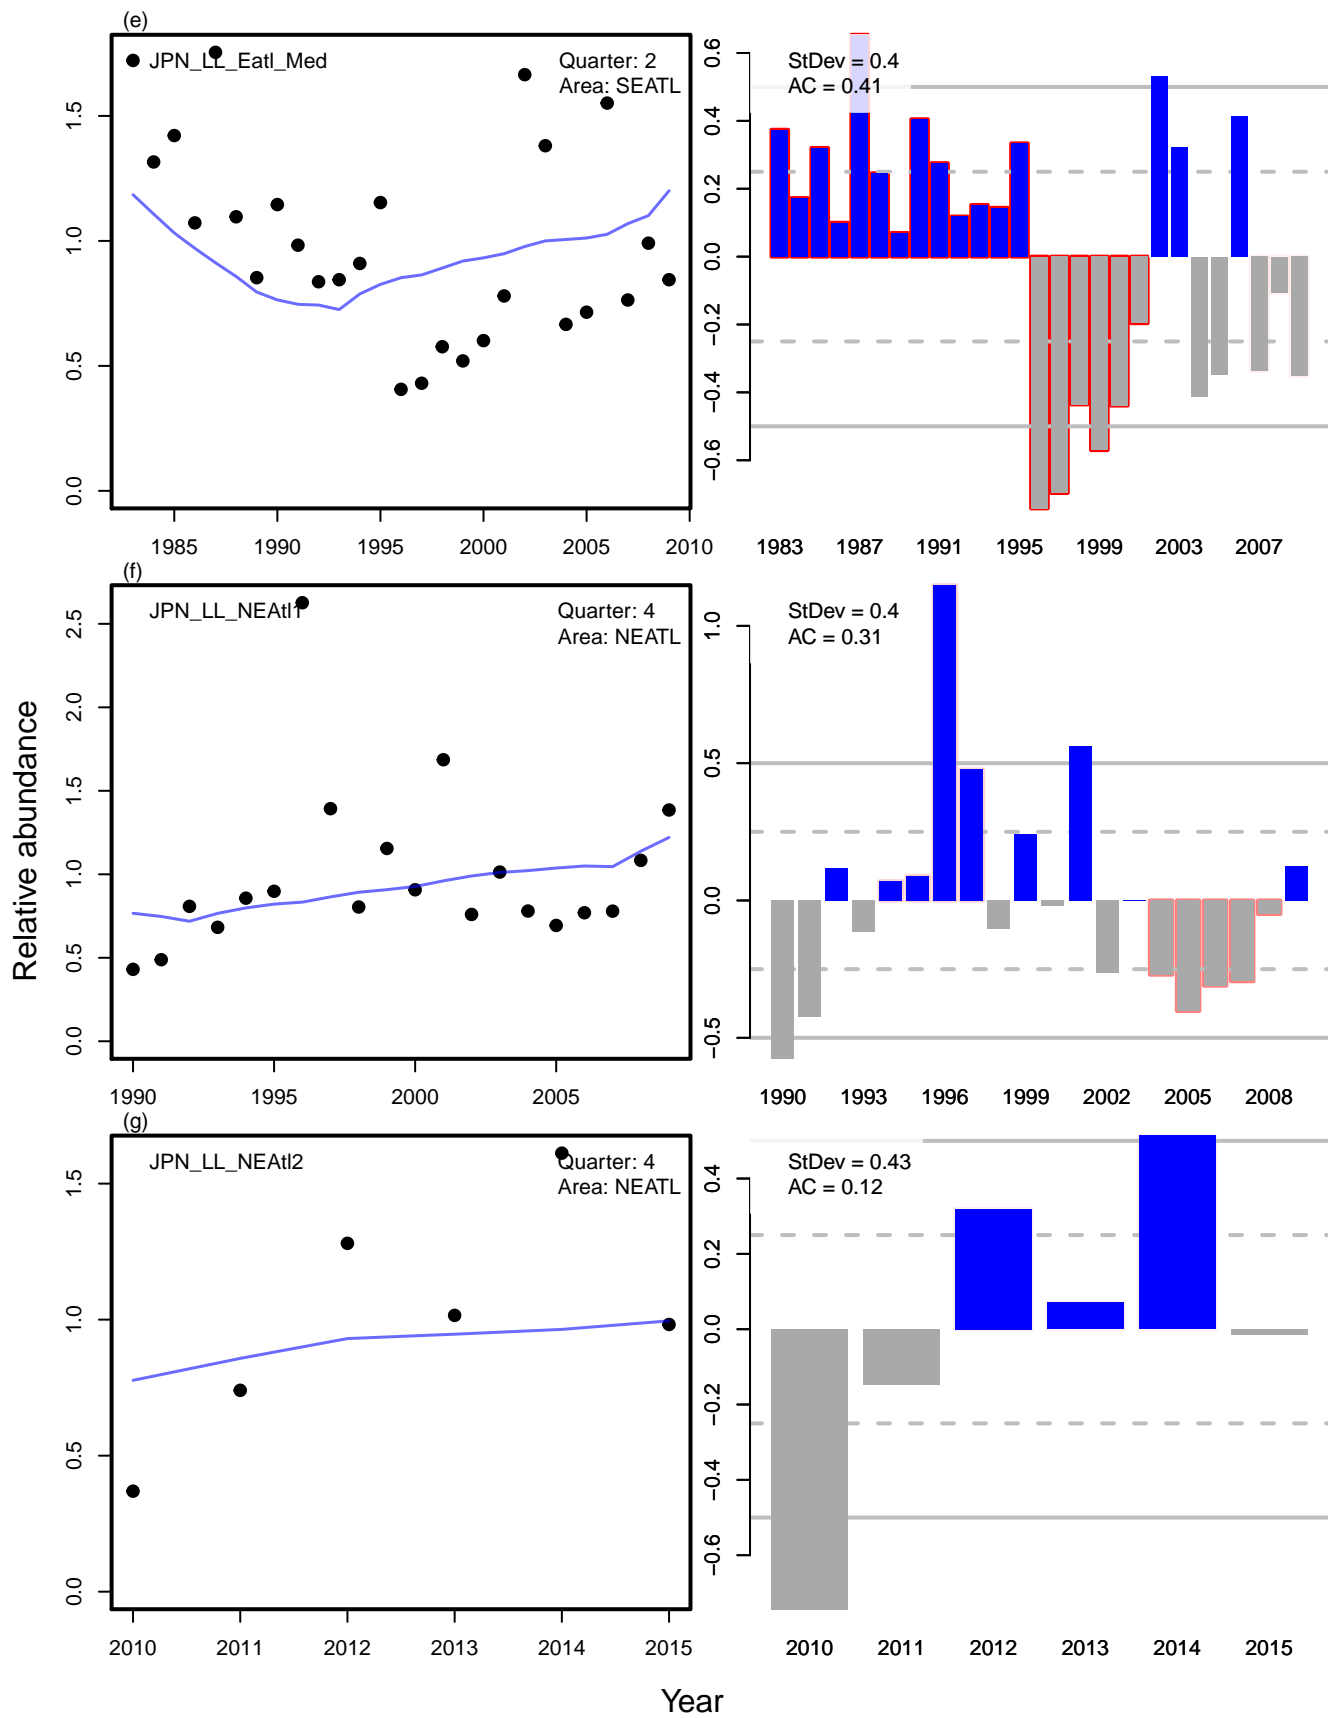 (e)
JPN_LL_Eatl_Med
Quarter: 2
Area: SEATL
StDev = 0.4
AC = 0.41
0.0 0.5 1.0 1.5
−0.6 −0.4 −0.2 0.0 0.2 0.4 0.6
1985 1990 1995 2000 2005 2010
1983 1987 1991 1995 1999 2003 2007
(f)
JPN_LL_NEAtl1
Quarter: 4
Area: NEATL
StDev = 0.4
AC = 0.31
0.0 0.5 1.0 1.5 2.0 2.5
−0.5 0.0 0.5 1.0
1990 1995 2000 2005
1990 1993 1996 1999 2002 2005 2008
Relative abundance
(g)
JPN_LL_NEAtl2
Quarter: 4
Area: NEATL
StDev = 0.43
AC = 0.12
0.0 0.5 1.0 1.5
−0.6 −0.4 −0.2 0.0 0.2 0.4
2010 2011 2012 2013 2014 2015
2010 2011 2012 2013 2014 2015
Year